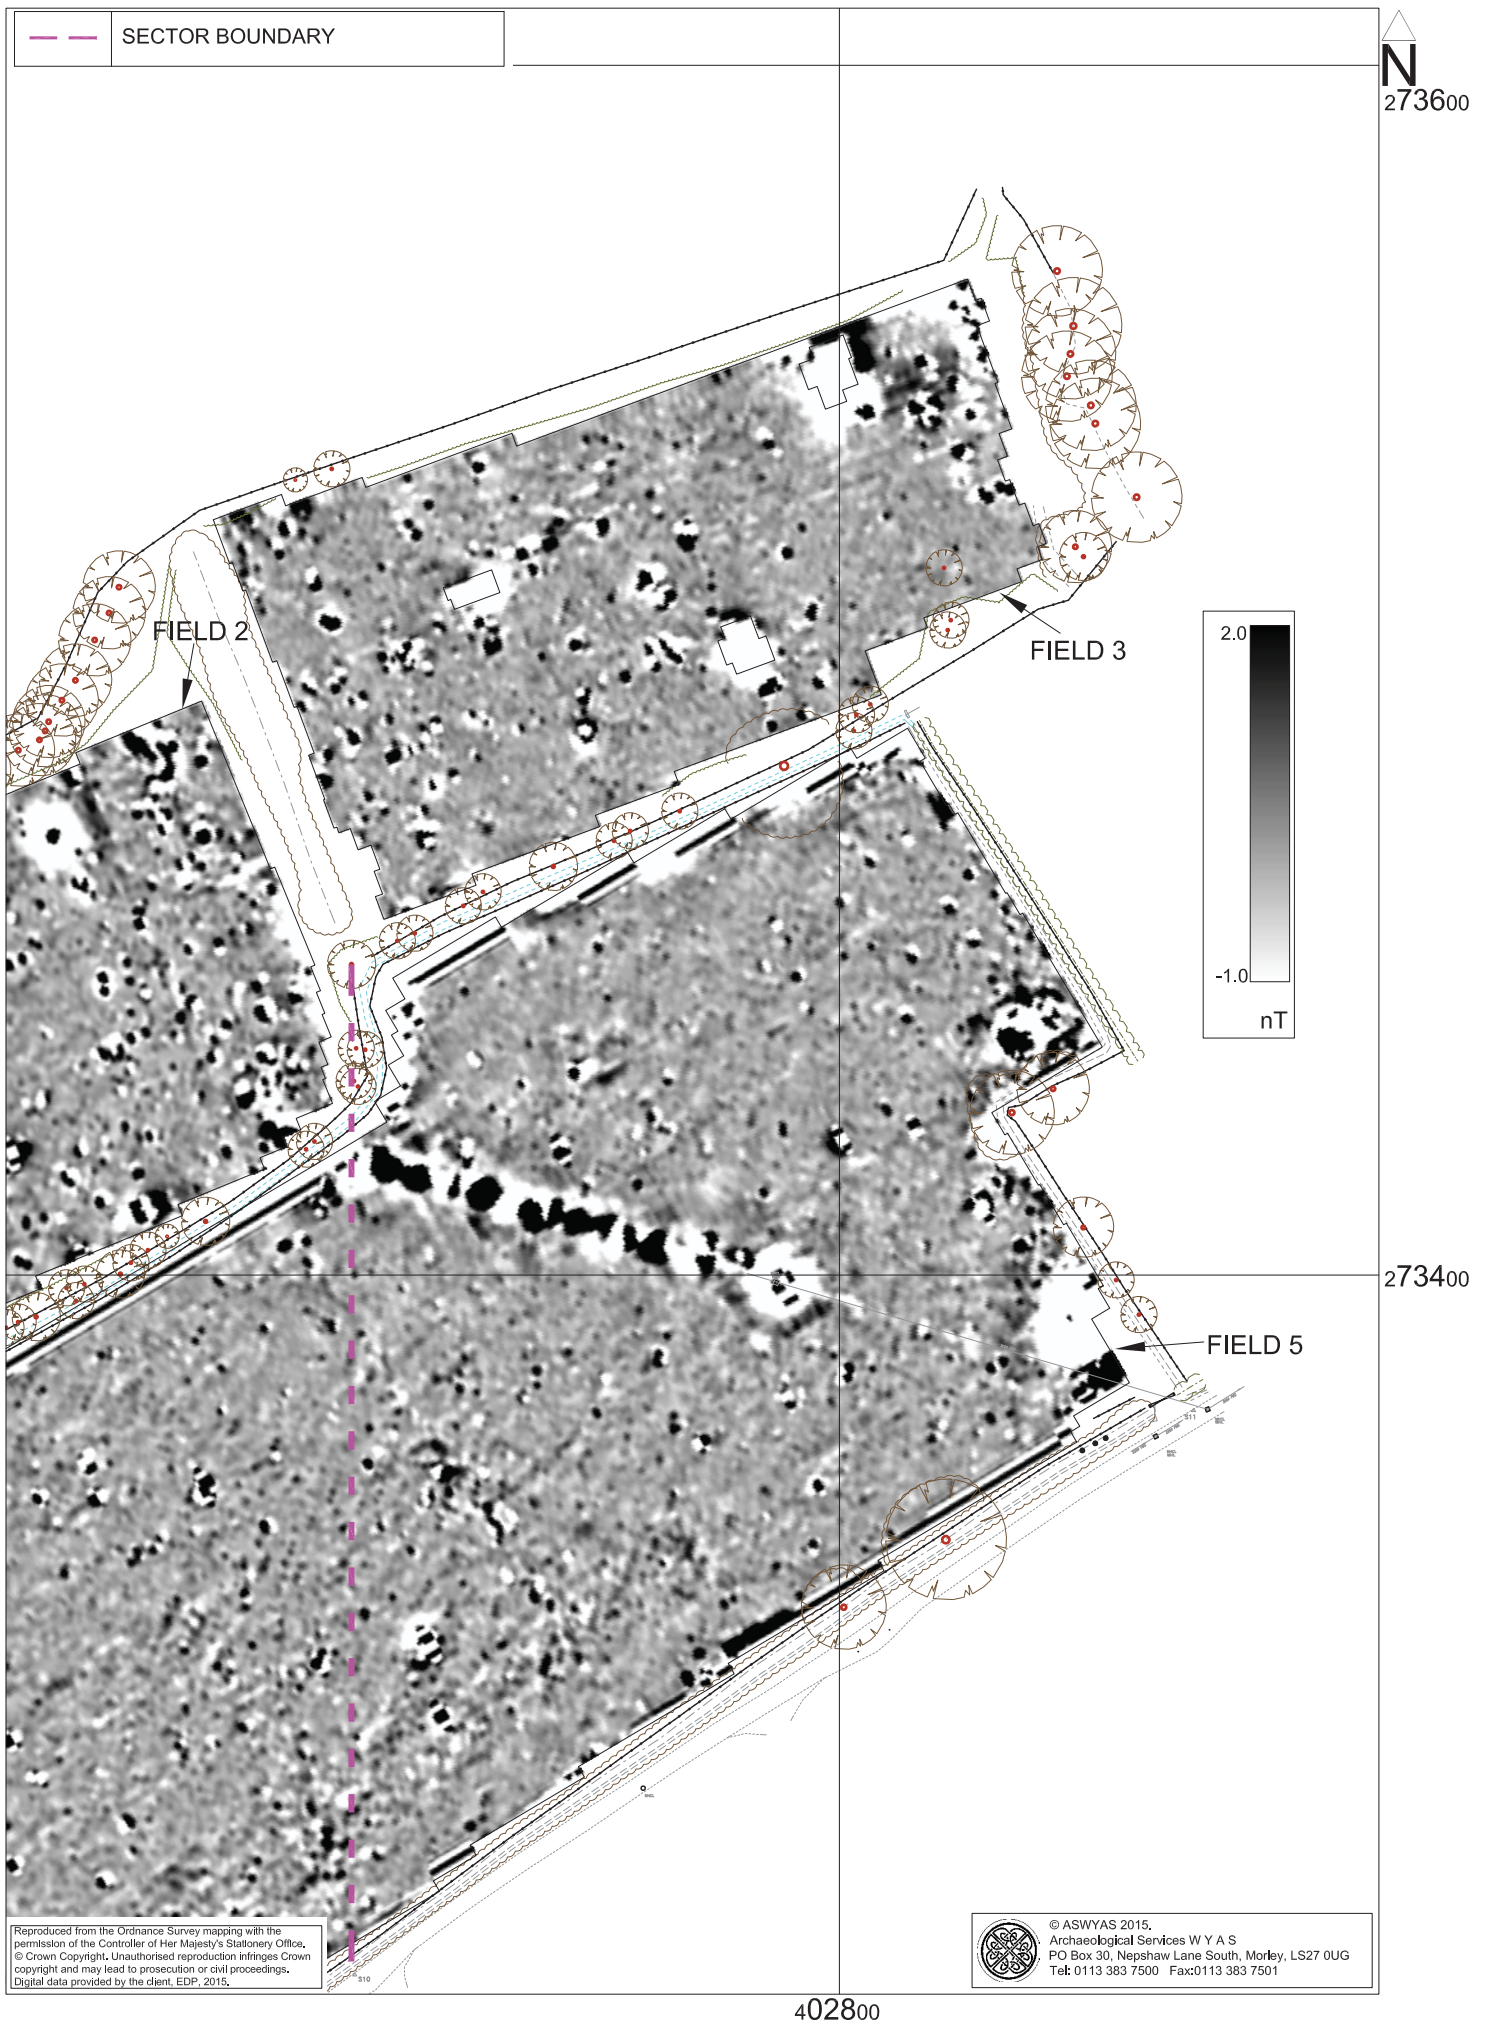 SECTOR BOUNDARY
N
273600
FIELD 2
FIELD 3
2.0
-1.0
nT
273400
FIELD 5
S11
S10
Reproduced from the Ordnance Survey mapping with the
permission of the Controller of Her Majesty's Stationery Office.
© Crown Copyright. Unauthorised reproduction infringes Crown
copyright and may lead to prosecution or civil proceedings.
Digital data provided by the client, EDP, 2015.
© ASWYAS 2015.
Archaeological Services W Y A S
PO Box 30, Nepshaw Lane South, Morley, LS27 0UG
Tel: 0113 383 7500 Fax:0113 383 7501
402800